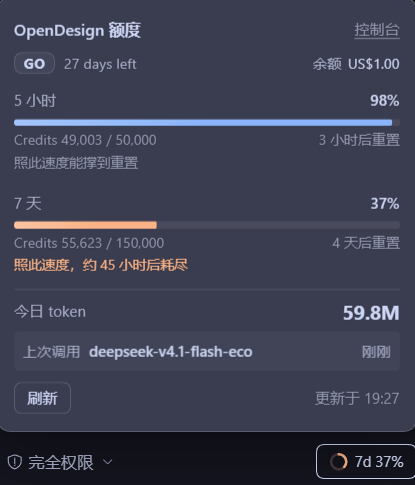 OpenDesign 额度 控制台
GO 27 days left 余额 US$1.00
5 小时 98%
Credits 49,003 / 50,000 3 小时后重置
照此速度能撑到重置
7 天 37%
Credits 55,623 / 150,000 4 天后重置
照此速度，约 45 小时后耗尽
今日 token 59.8M
上次调用 deepseek-v4.1-flash-eco 刚刚
刷新 更新于 19:27
完全权限 7d 37%